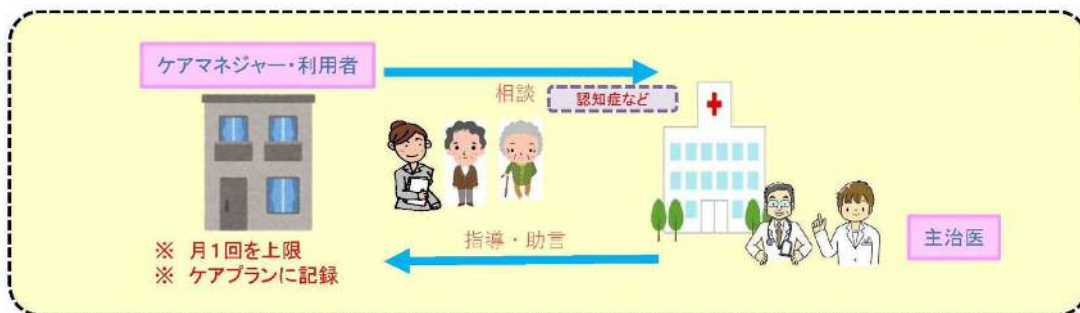 ケアマネジャー・利用者
相談
認知症など
指導・助言
主治医
※ 月1回を上限
※ ケアプランに記録